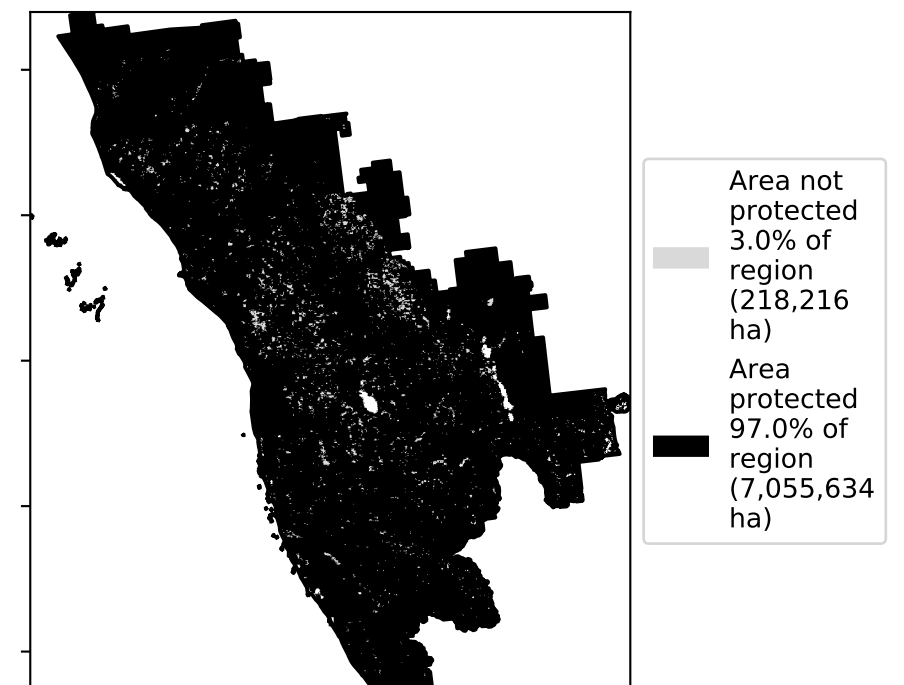 Area not
protected
3.0% of
region
(218,216
ha)
Area
protected
97.0% of
region
(7,055,634
ha)